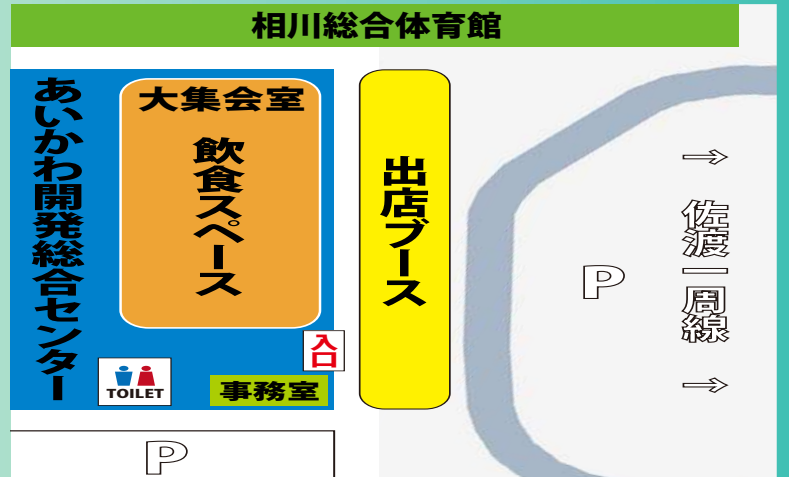 相川総合体育館
あいかわ開発総合センター
大集会室
飲食スペース
出店ブース
入口
TOILET
事務室
P
P
→ 佐渡一周線 →